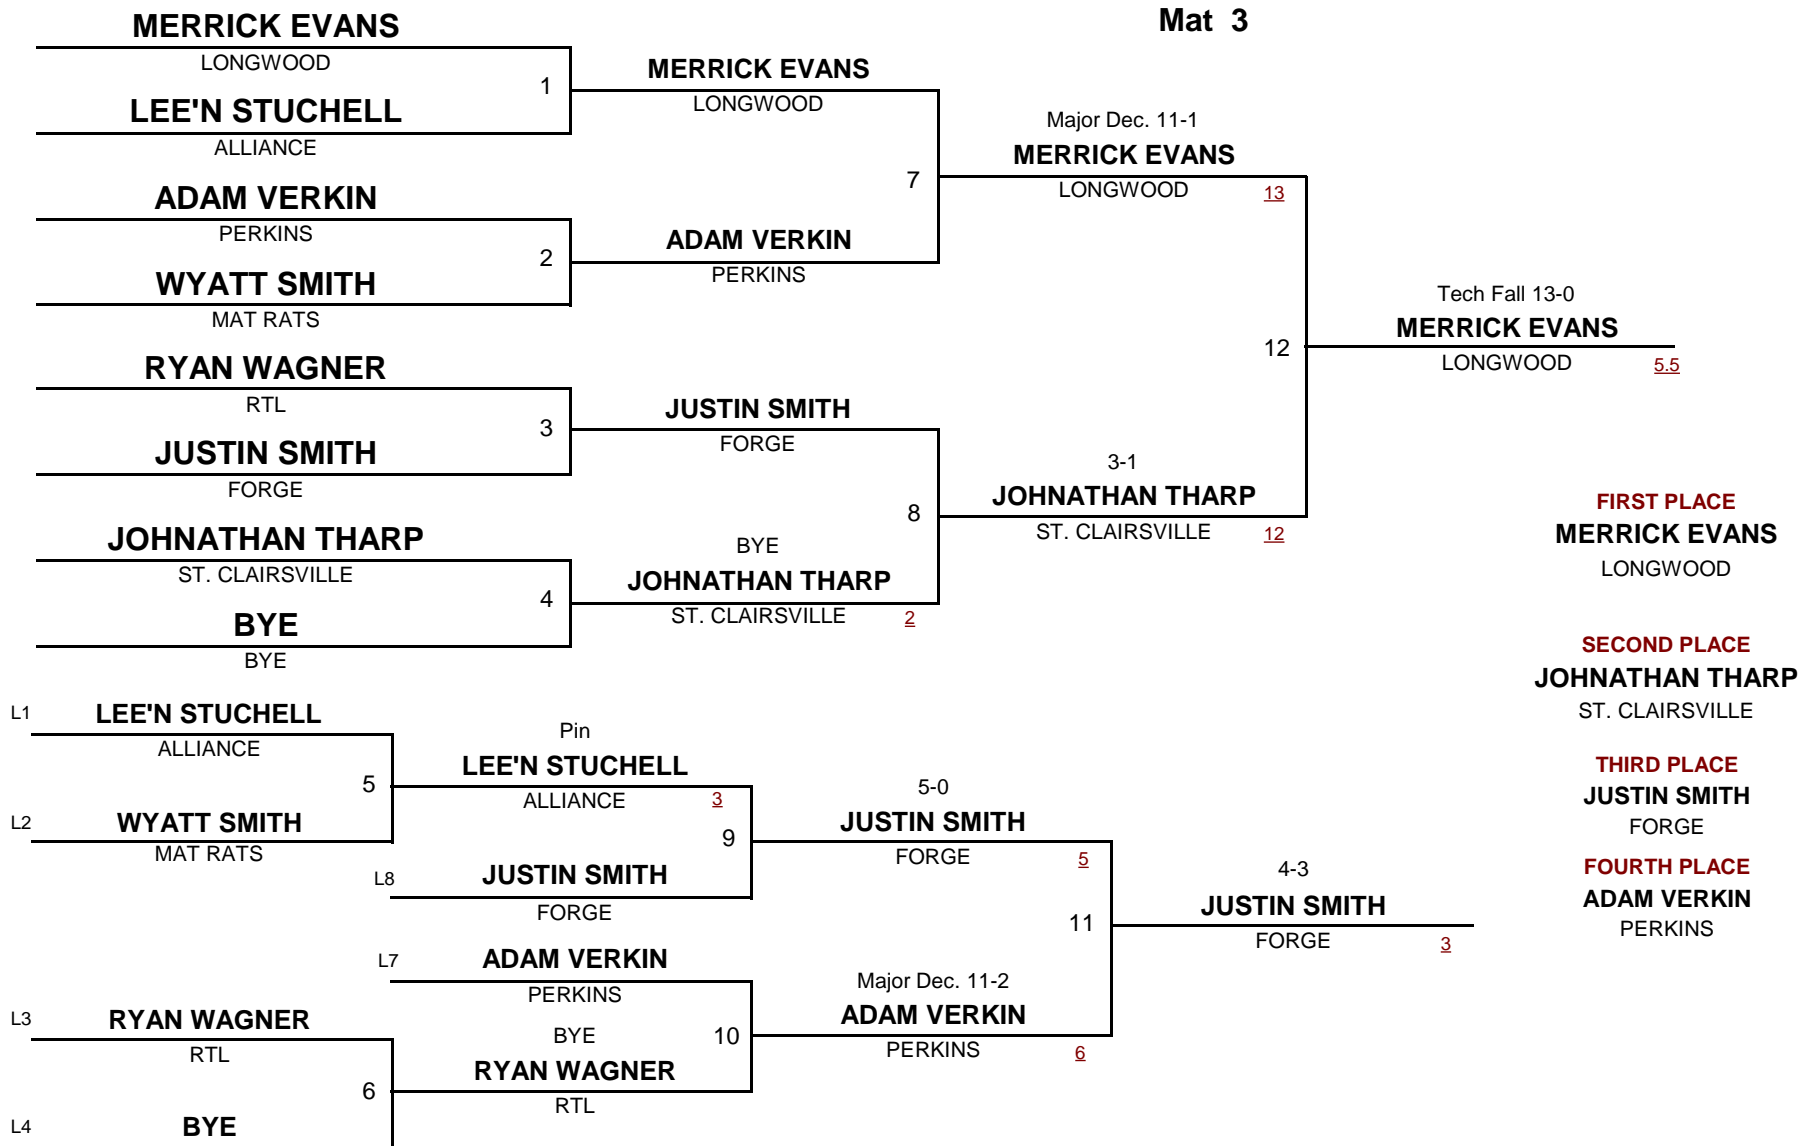 Mat 3
MERRICK EVANS
LONGWOOD
1
LEE'N STUCHELL
ALLIANCE
MERRICK EVANS
LONGWOOD
ADAM VERKIN
PERKINS
2
WYATT SMITH
MAT RATS
ADAM VERKIN
PERKINS
7
Major Dec. 11-1
MERRICK EVANS
LONGWOOD
13
RYAN WAGNER
RTL
3
JUSTIN SMITH
FORGE
JUSTIN SMITH
FORGE
JOHNATHAN THARP
ST. CLAIRSVILLE
4
BYE
BYE
BYE
JOHNATHAN THARP
ST. CLAIRSVILLE
2
8
3-1
JOHNATHAN THARP
ST. CLAIRSVILLE
12
12
Tech Fall 13-0
MERRICK EVANS
LONGWOOD
5.5
FIRST PLACE
MERRICK EVANS
LONGWOOD
SECOND PLACE
JOHNATHAN THARP
ST. CLAIRSVILLE
THIRD PLACE
JUSTIN SMITH
FORGE
FOURTH PLACE
ADAM VERKIN
PERKINS
L1
LEE'N STUCHELL
ALLIANCE
5
L2
WYATT SMITH
MAT RATS
Pin
LEE'N STUCHELL
ALLIANCE
3
9
L8
JUSTIN SMITH
FORGE
5-0
JUSTIN SMITH
FORGE
5
L7
ADAM VERKIN
PERKINS
10
L3
RYAN WAGNER
RTL
6
L4
BYE
BYE
RYAN WAGNER
RTL
Major Dec. 11-2
ADAM VERKIN
PERKINS
6
11
4-3
JUSTIN SMITH
FORGE
3